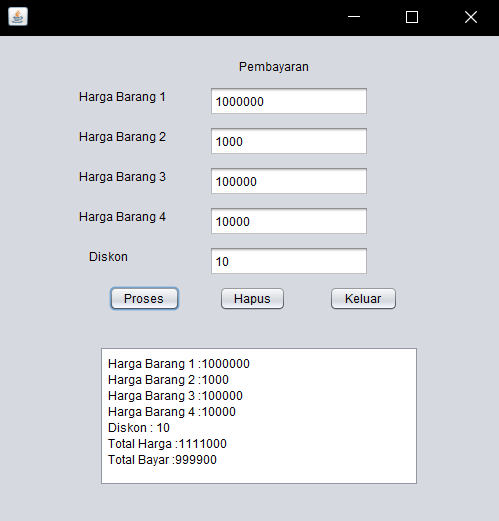 Pembayaran
Harga Barang 1 1000000
Harga Barang 2 1000
Harga Barang 3 100000
Harga Barang 4 10000
Diskon 10
Proses Hapus Keluar
Harga Barang 1 :1000000
Harga Barang 2 :1000
Harga Barang 3 :100000
Harga Barang 4 :10000
Diskon : 10
Total Harga :1111000
Total Bayar :999900